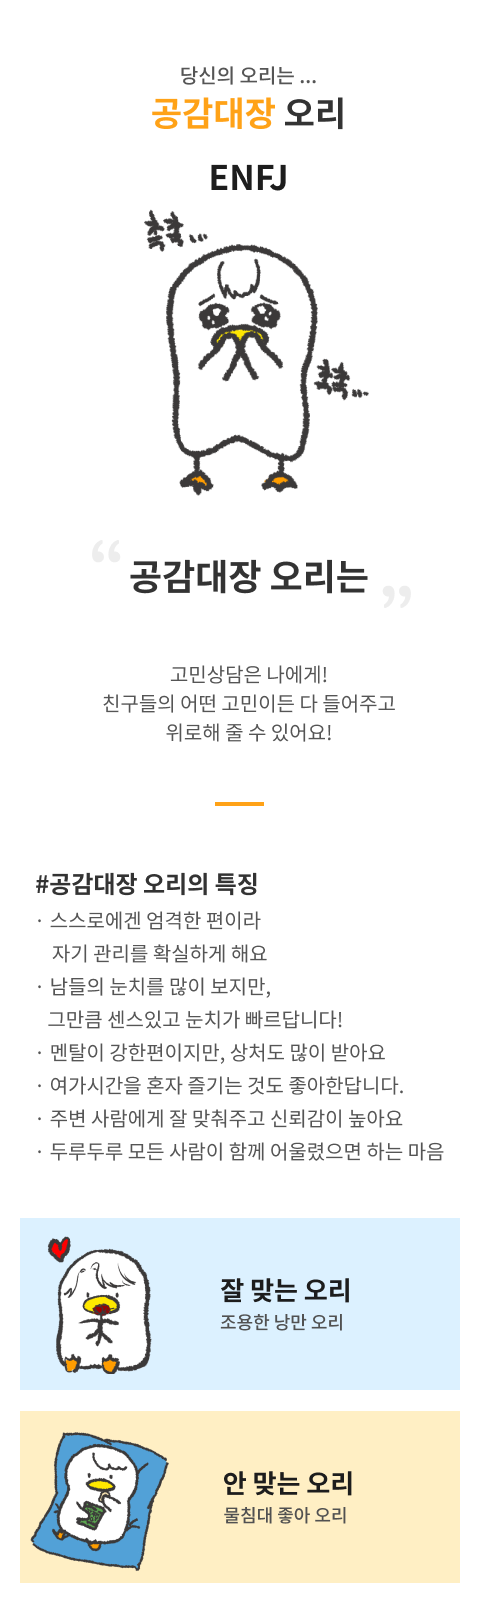 당신의 오리는 ...
공감대장 오리
ENFJ
촉촉...
촉촉...
“공감대장 오리는”
고민상담은 나에게!
친구들의 어떤 고민이든 다 들어주고
위로해 줄 수 있어요!
#공감대장 오리의 특징
· 스스로에겐 엄격한 편이라
자기 관리를 확실하게 해요
· 남들의 눈치를 많이 보지만,
그만큼 센스있고 눈치가 빠르답니다!
· 멘탈이 강한편이지만, 상처도 많이 받아요
· 여가시간을 혼자 즐기는 것도 좋아한답니다.
· 주변 사람에게 잘 맞춰주고 신뢰감이 높아요
· 두루두루 모든 사람이 함께 어울렸으면 하는 마음
잘 맞는 오리
조용한 낭만 오리
안 맞는 오리
물침대 좋아 오리